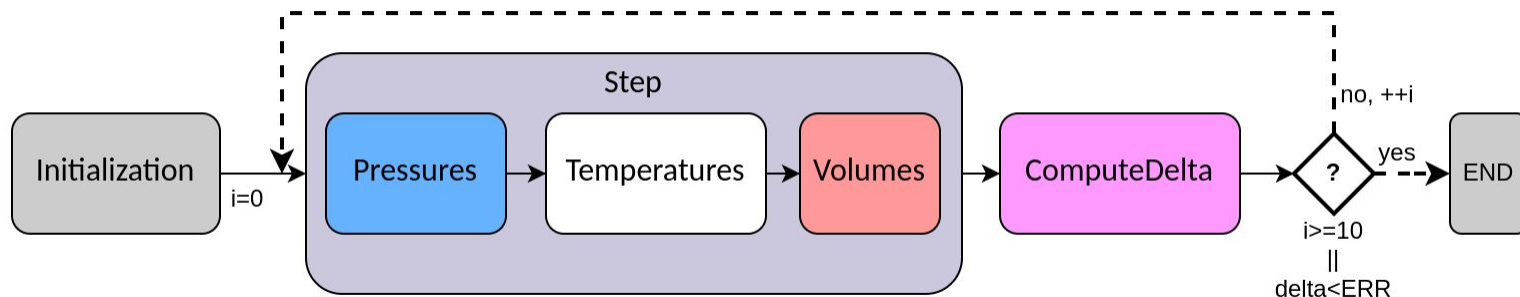 Step
no, ++i
Initialization
i=0
Pressures
Temperatures
Volumes
ComputeDelta
?
yes
END
i>=10
||
delta<ERR